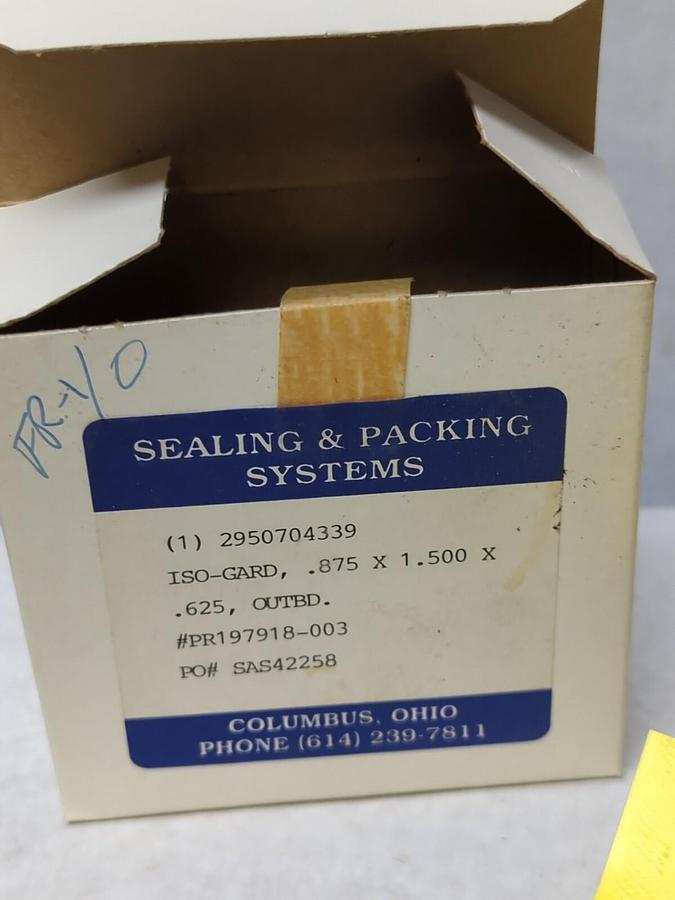 FR-1/0
SEALING & PACKING
SYSTEMS
(1) 2950704339
ISO-GARD, .875 X 1.500 X
.625, OUTBD.
#PR197918-003
PO# SAS42258
COLUMBUS, OHIO
PHONE (614) 239-7811